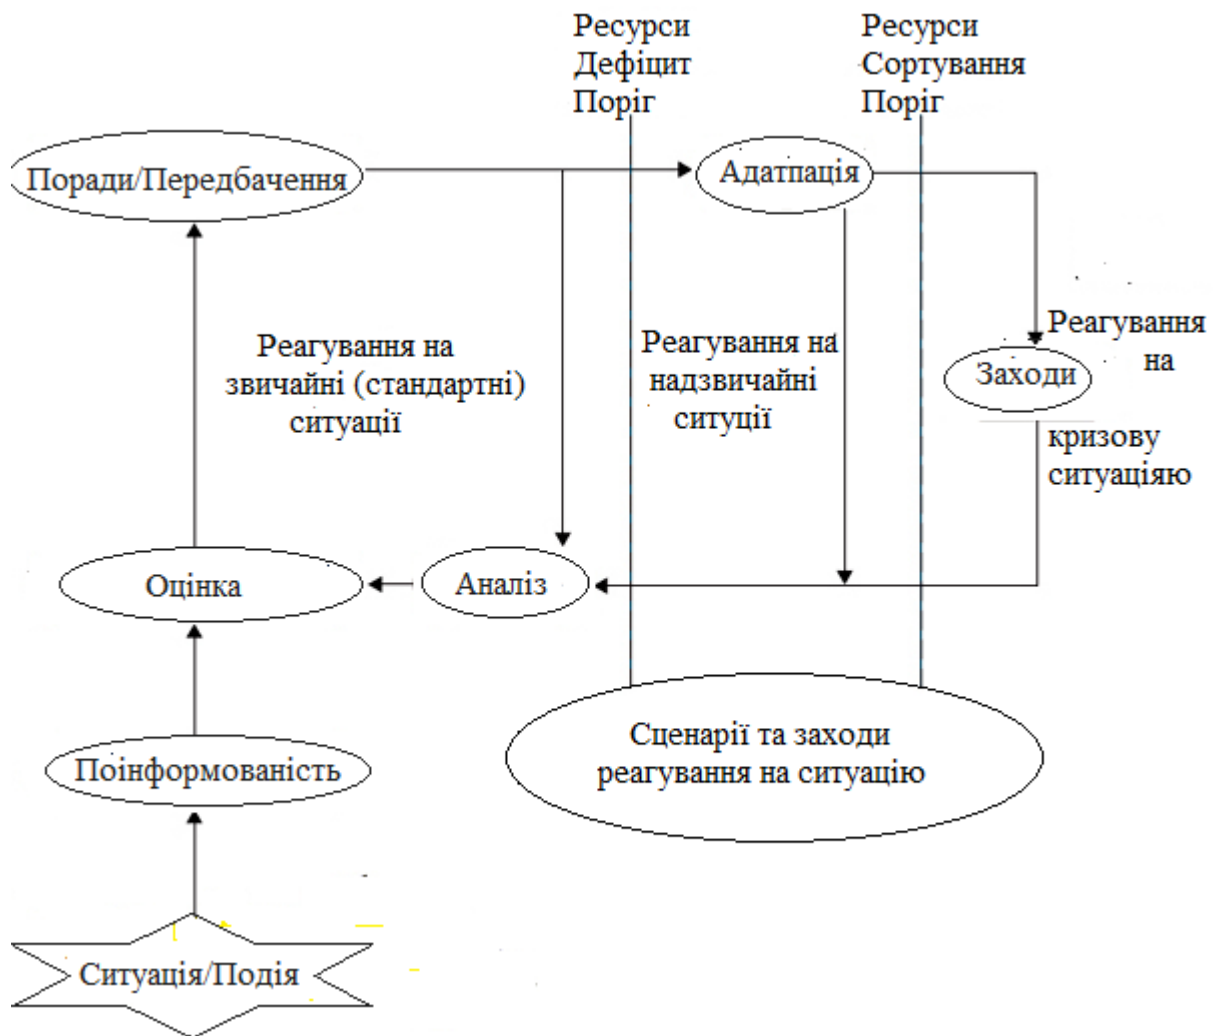 Ресурси
Дефіцит
Поріг
Ресурси
Сортування
Поріг
Поради/Передбачення
Адатпація
Реагування на
звичайні (стандартні)
ситуації
Реагування на
надзвичайні
ситуції
Реагування
на
Заходи
кризову
ситуаціяю
Оцінка
Аналіз
Поінформованість
Сценарії та заходи
реагування на ситуацію
Ситуація/Подія